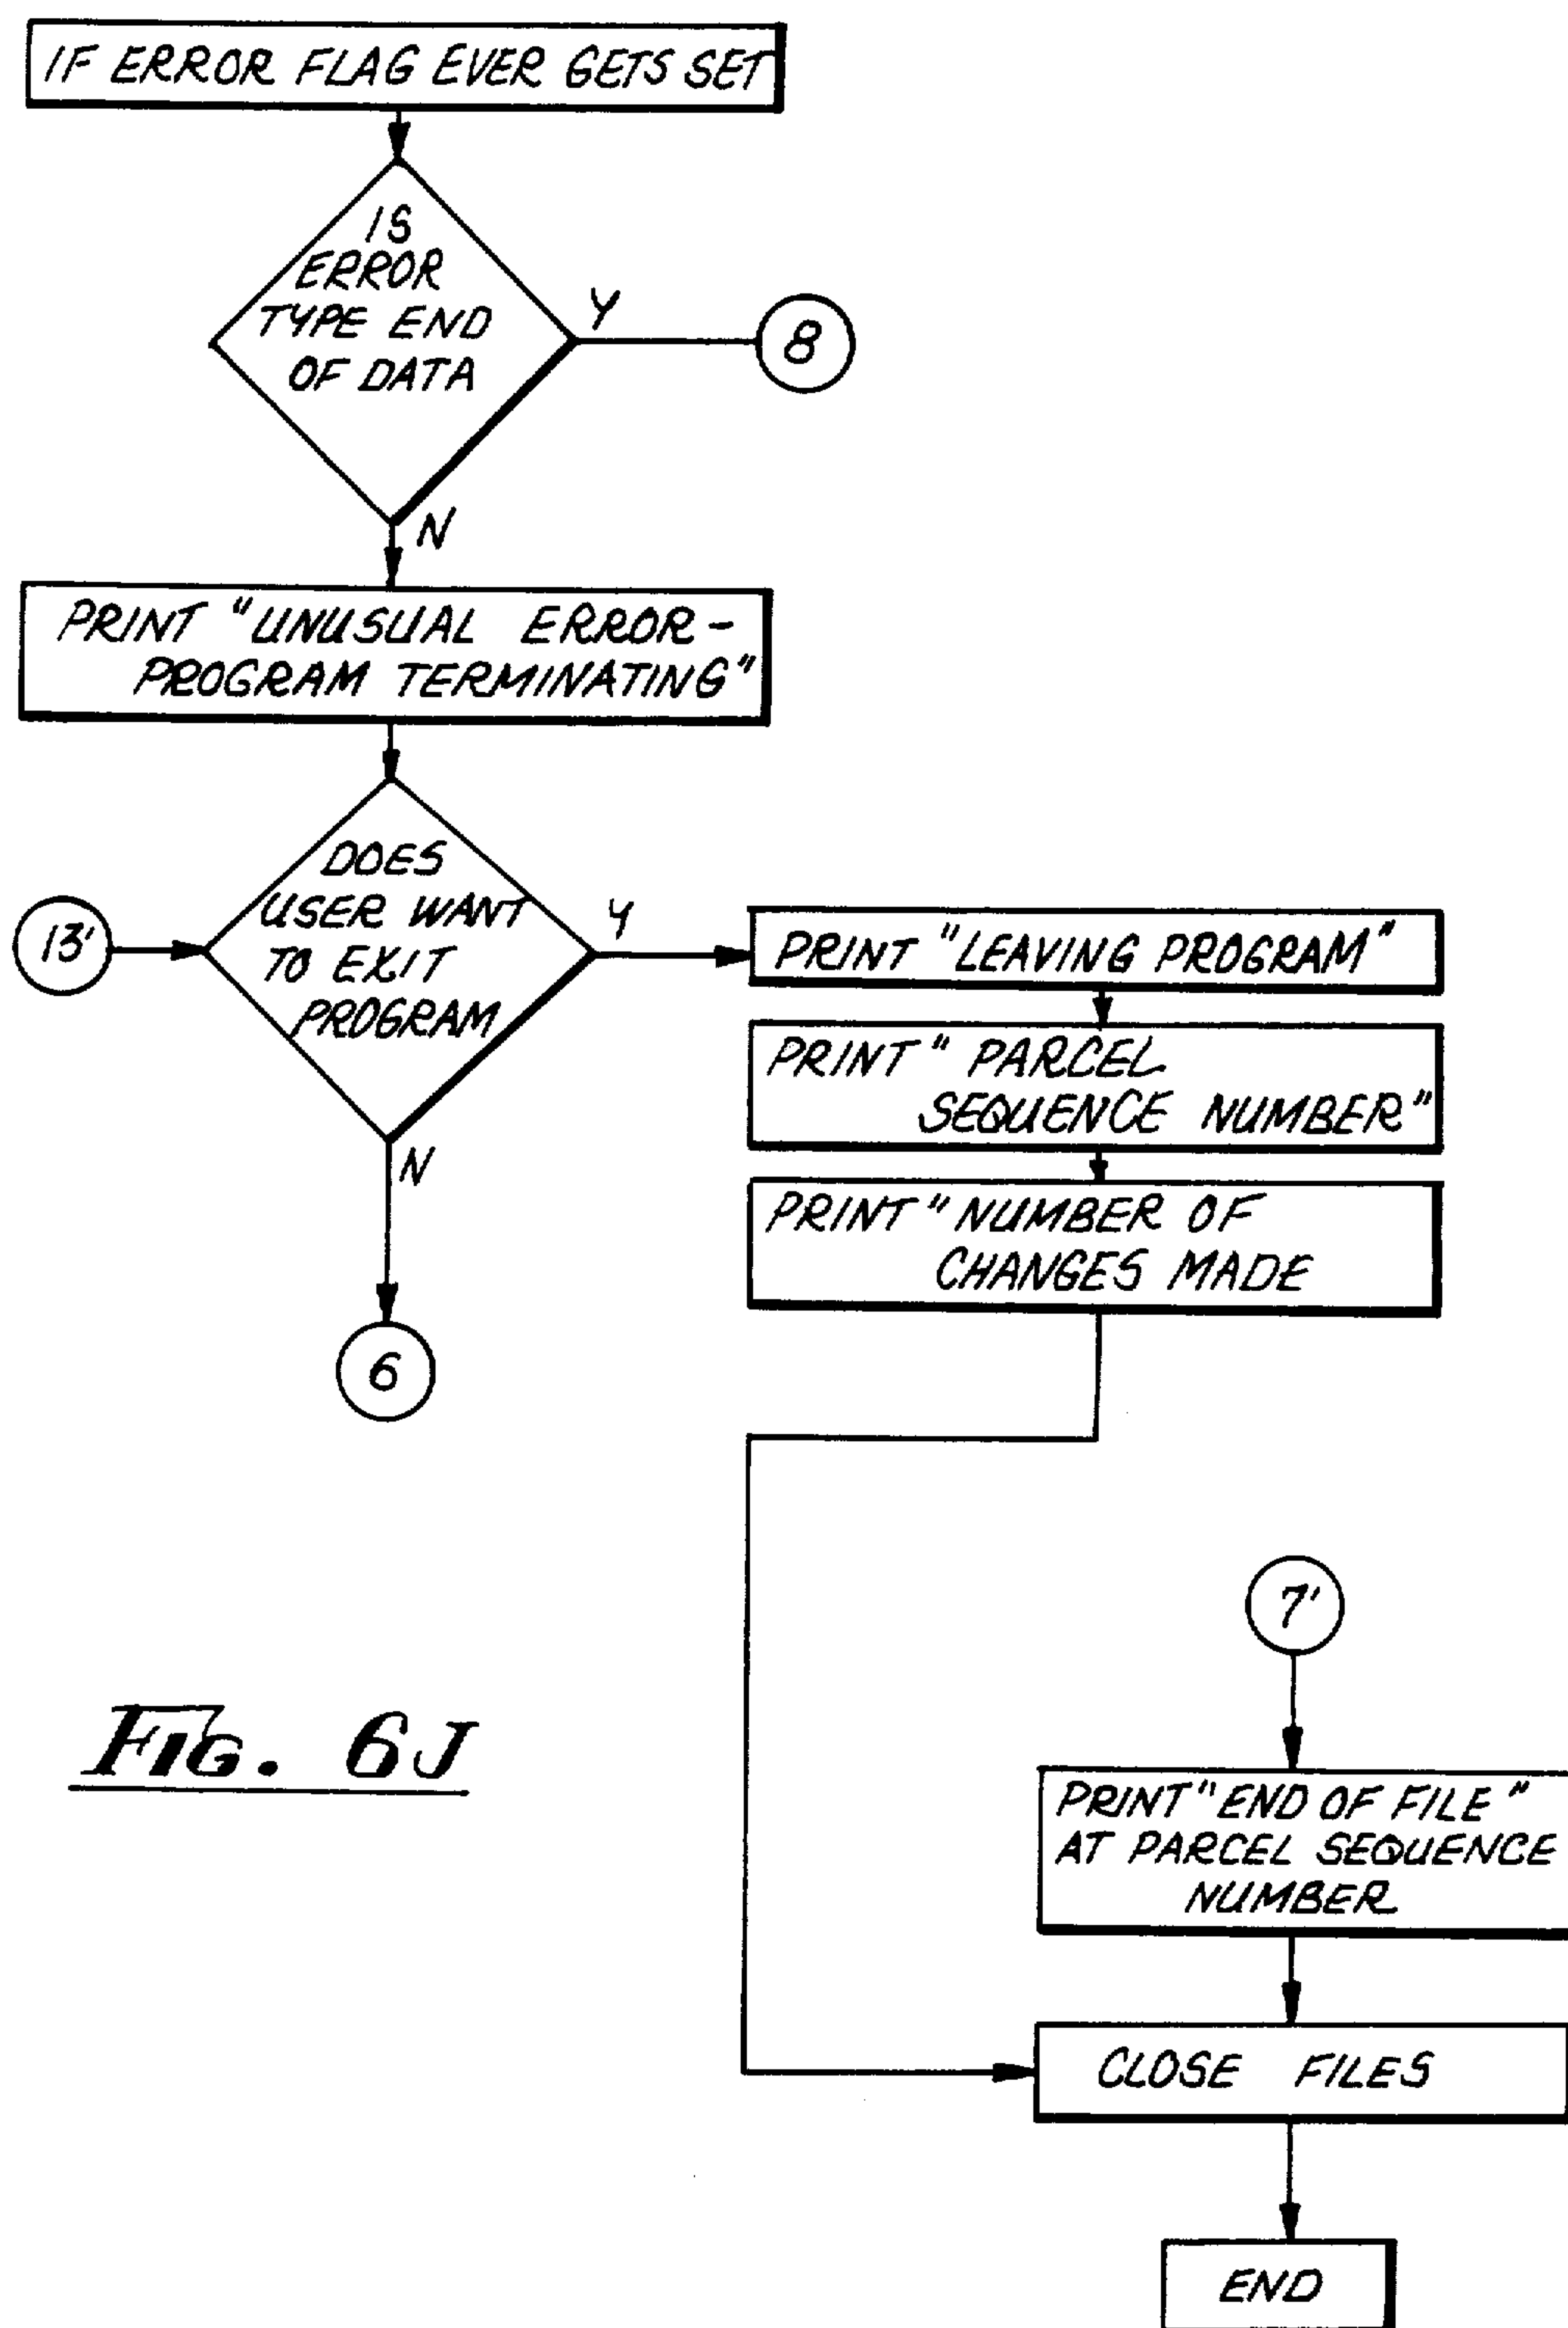 IF ERROR FLAG EVER GETS SET
IS
ERROR
TYPE END
OF DATA
Y
8
N
PRINT "UNUSUAL ERROR-
PROGRAM TERMINATING"
13'
DOES
USER WANT
TO EXIT
PROGRAM
Y
N
6
PRINT "LEAVING PROGRAM"
PRINT " PARCEL
SEQUENCE NUMBER"
PRINT "NUMBER OF
CHANGES MADE
7'
PRINT "END OF FILE"
AT PARCEL SEQUENCE
NUMBER
CLOSE FILES
END
FIG. 6J